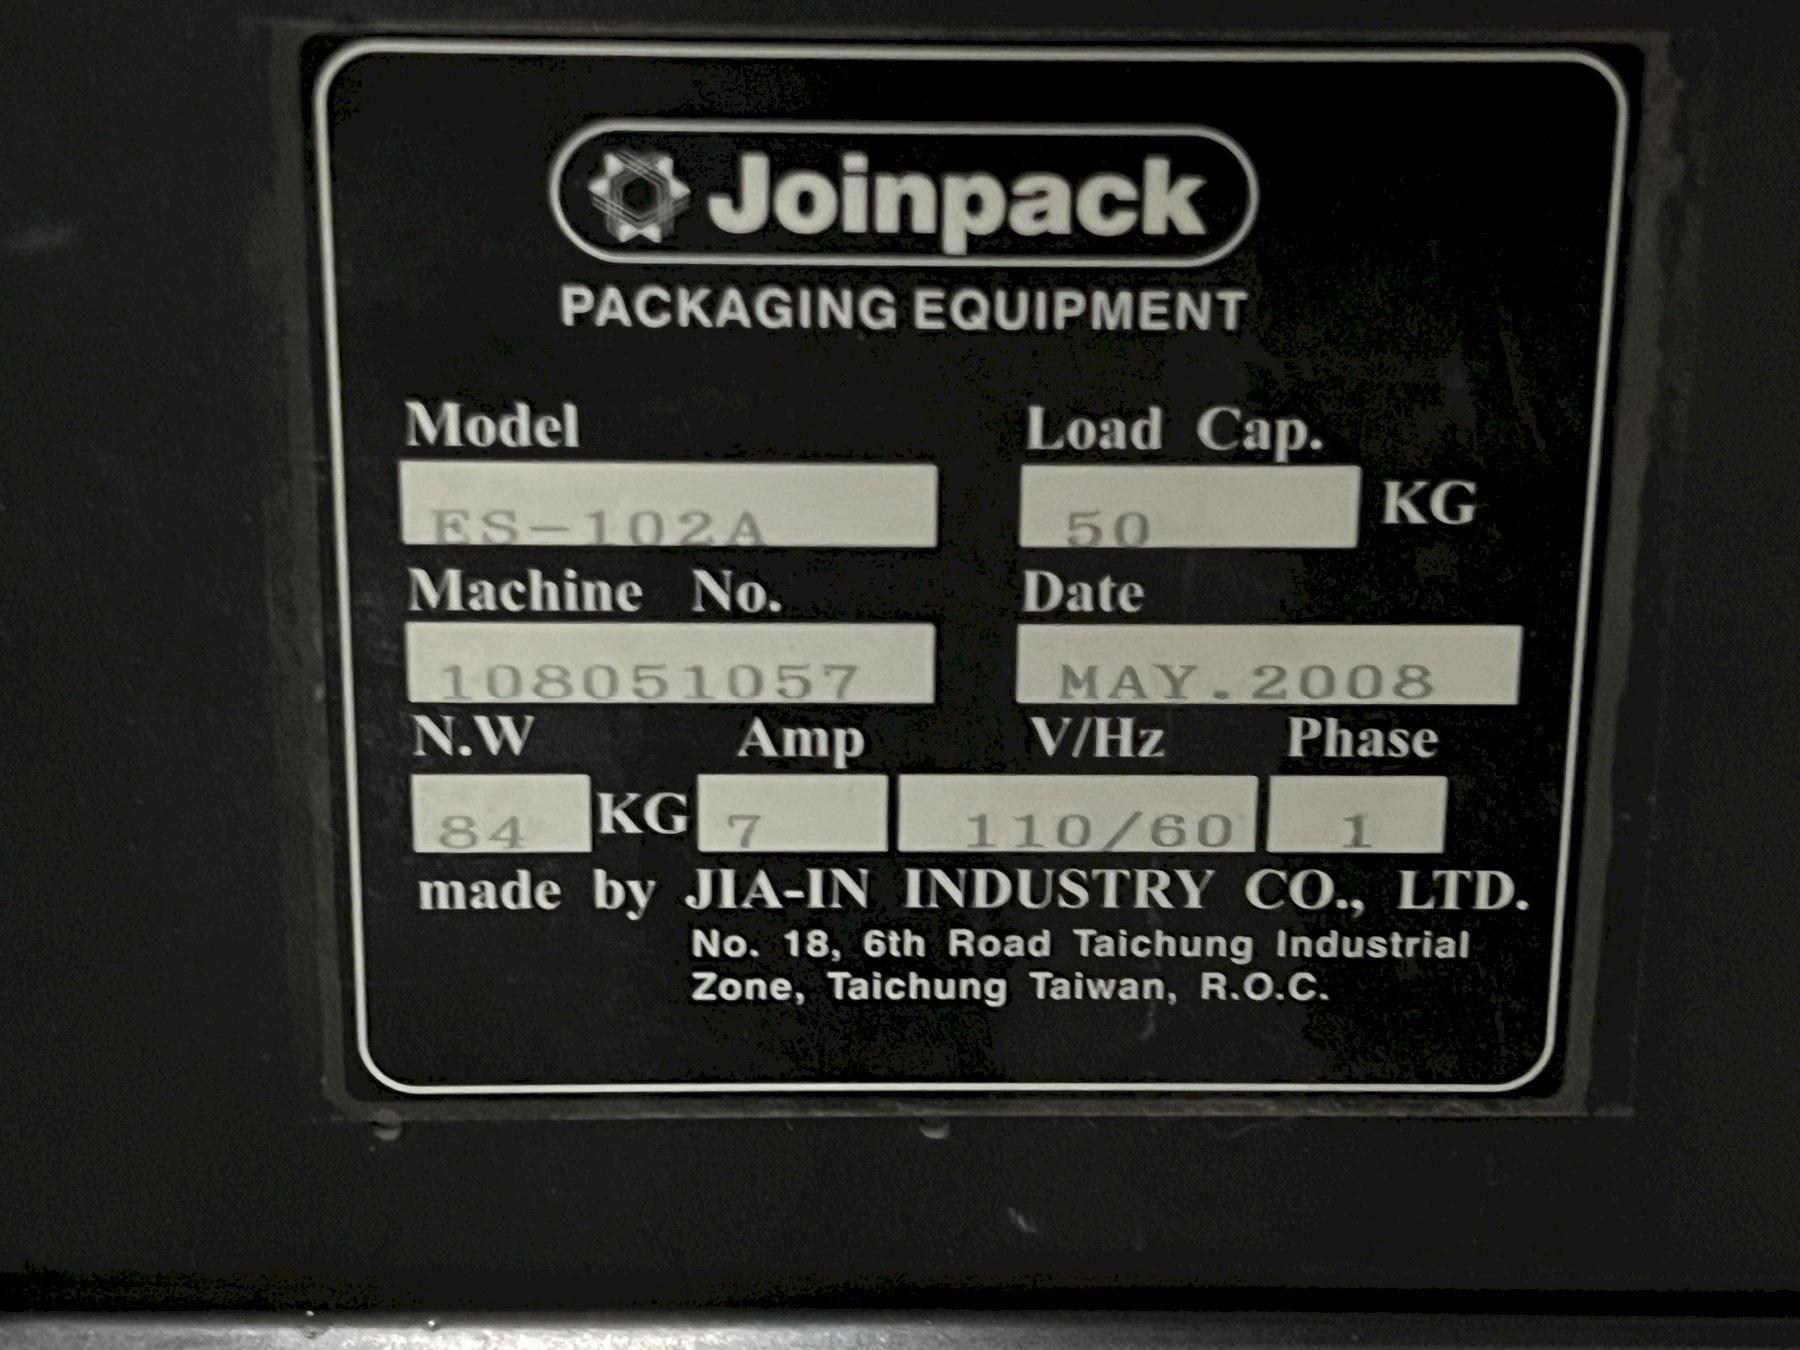 Joinpack
PACKAGING EQUIPMENT
Model Load Cap.
ES-102A 50 KG
Machine No. Date
108051057 MAY.2008
N.W Amp V/Hz Phase
84 KG 7 110/60 1
made by JIA-IN INDUSTRY CO., LTD.
No. 18, 6th Road Taichung Industrial
Zone, Taichung Taiwan, R.O.C.